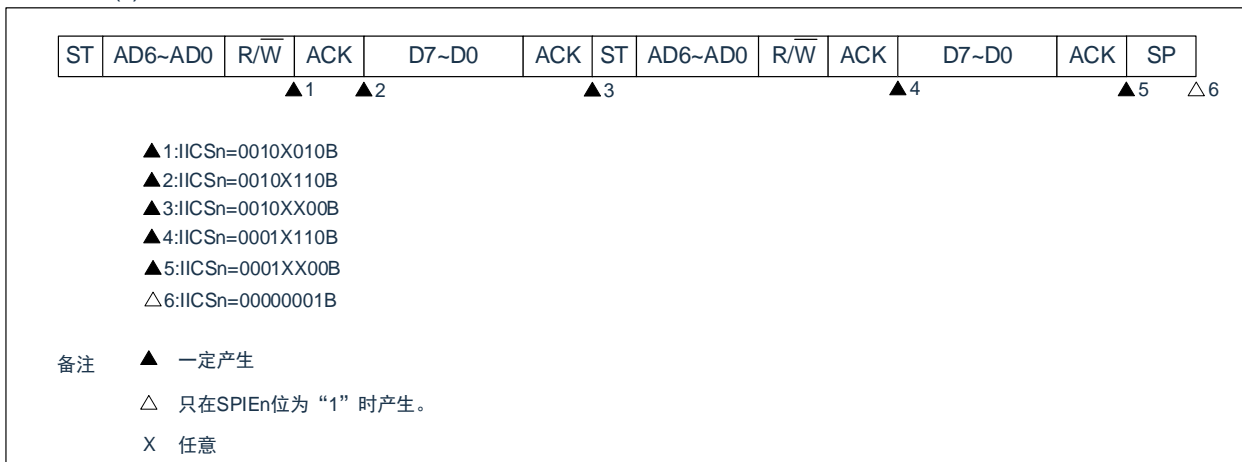 ST AD6~AD0 R/W̅ ACK D7~D0 ACK ST AD6~AD0 R/W̅ ACK D7~D0 ACK SP
▲1 ▲2 ▲3 ▲4 ▲5 △6
▲1:IICSn=0010X010B
▲2:IICSn=0010X110B
▲3:IICSn=0010XX00B
▲4:IICSn=0001X110B
▲5:IICSn=0001XX00B
△6:IICSn=00000001B
备注 ▲ 一定产生
△ 只在SPIEn位为“1”时产生。
X 任意